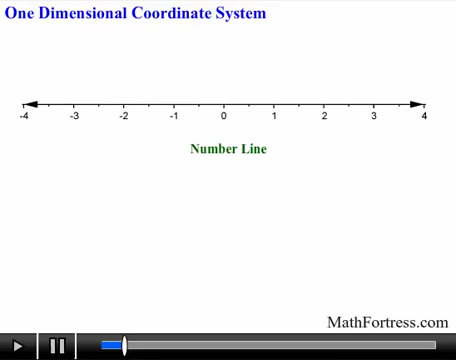 One Dimensional Coordinate System
-4 -3 -2 -1 0 1 2 3 4
Number Line
MathFortress.com